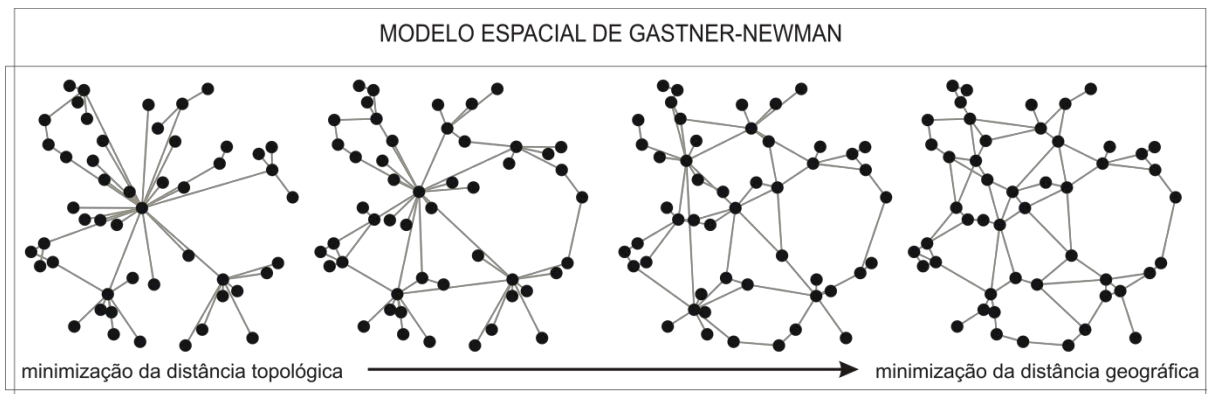 MODELO ESPACIAL DE GASTNER-NEWMAN
minimização da distância topológica
minimização da distância geográfica